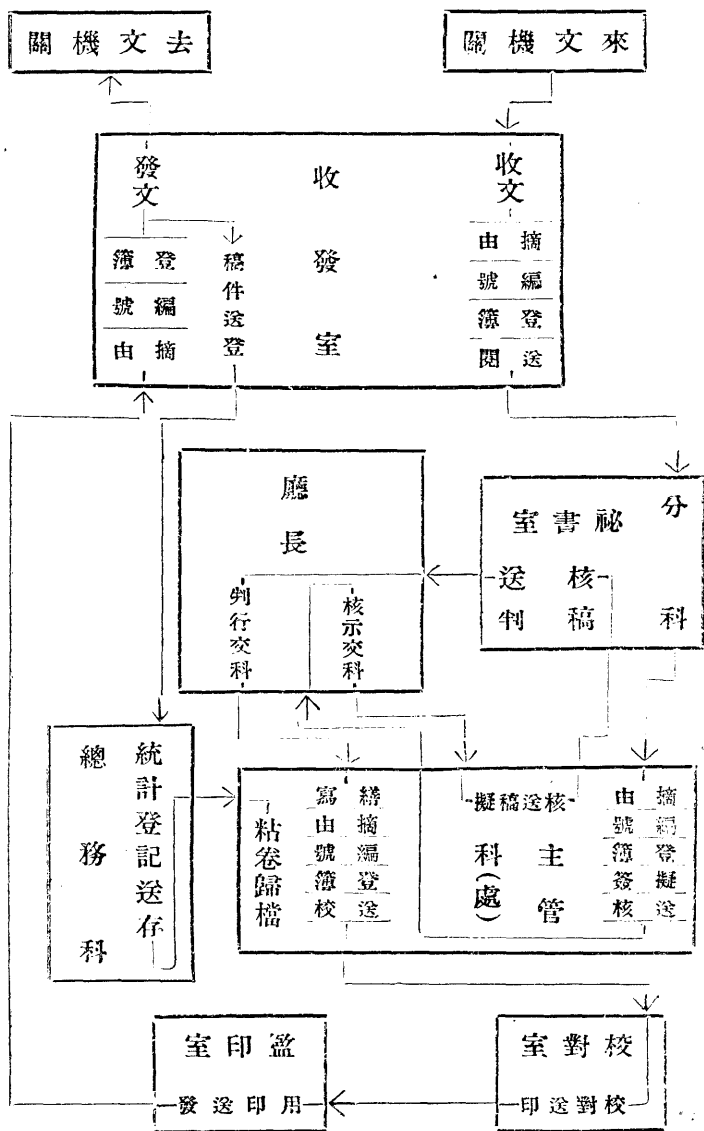 來文機關
去文機關
收發室
收文
摘由
編號
登簿
送閱
發文
登簿
編號
摘由
稿件送登
祕書室
分科
核稿
送判
廳長
核示交科
判行交科
主管科(處)
摘由
編號
登簿
擬簽
送核
擬稿送核
繕寫
摘由
編號
登簿
送校
粘卷歸檔
總務科
統計登記送存
校對室
校對送印
盈印室
用印送發